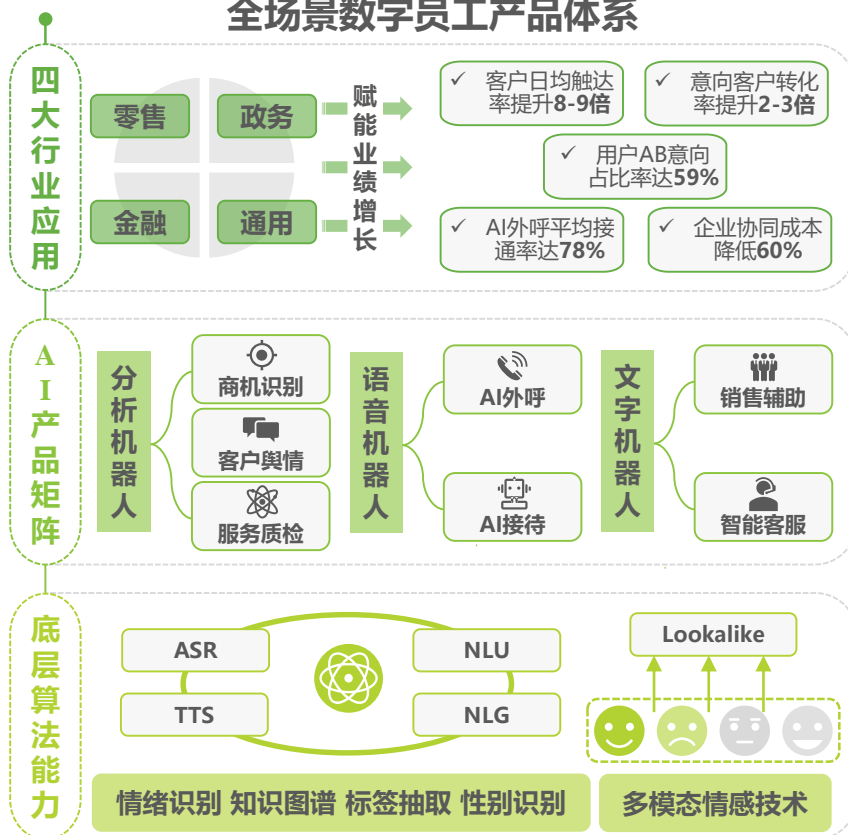 全场景数字员工产品体系
四大行业应用
零售
政务
金融
通用
赋能业绩增长
✓ 客户日均触达
率提升8-9倍
✓ 意向客户转化
率提升2-3倍
✓ 用户AB意向
占比率达59%
✓ AI外呼平均接
通率达78%
✓ 企业协同成本
降低60%
AI产品矩阵
分析机器人
商机识别
客户舆情
服务质检
语音机器人
AI外呼
AI接待
文字机器人
销售辅助
智能客服
底层算法能力
ASR
NLU
TTS
NLG
Lookalike
情绪识别 知识图谱 标签抽取 性别识别
多模态情感技术